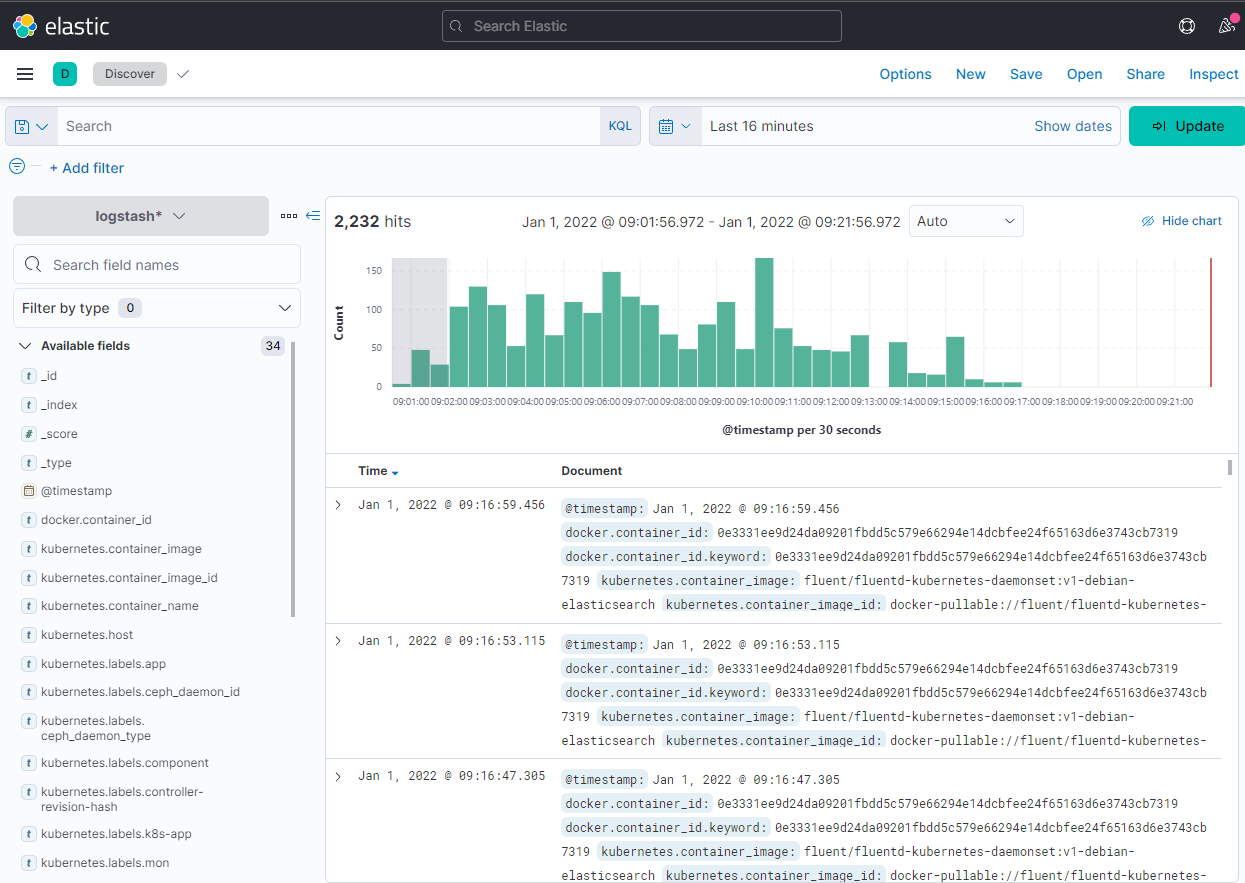 elastic
Search Elastic
D
Discover
Options
New
Save
Open
Share
Inspect
Search
KQL
Last 16 minutes
Show dates
Update
+ Add filter
logstash*
2,232 hits
Jan 1, 2022 @ 09:01:56.972 - Jan 1, 2022 @ 09:21:56.972
Auto
Hide chart
Search field names
Filter by type 0
Available fields 34
t _id
t _index
# _score
t _type
@timestamp
t docker.container_id
t kubernetes.container_image
t kubernetes.container_image_id
t kubernetes.container_name
t kubernetes.host
t kubernetes.labels.app
t kubernetes.labels.ceph_daemon_id
t kubernetes.labels.
ceph_daemon_type
t kubernetes.labels.component
t kubernetes.labels.controller-
revision-hash
t kubernetes.labels.k8s-app
t kubernetes.labels.mon
Count
150
100
50
0
09:01:00 09:02:00 09:03:00 09:04:00 09:05:00 09:06:00 09:07:00 09:08:00 09:09:00 09:10:00 09:11:00 09:12:00 09:13:00 09:14:00 09:15:00 09:16:00 09:17:00 09:18:00 09:19:00 09:20:00 09:21:00
@timestamp per 30 seconds
Time Document
Jan 1, 2022 @ 09:16:59.456
@timestamp: Jan 1, 2022 @ 09:16:59.456
docker.container_id: 0e3331ee9d24da09201fbdd5c579e66294e14dcbfee24f65163d6e3743cb7319
docker.container_id.keyword: 0e3331ee9d24da09201fbdd5c579e66294e14dcbfee24f65163d6e3743cb
7319 kubernetes.container_image: fluent/fluentd-kubernetes-daemonset:v1-debian-
elasticsearch kubernetes.container_image_id: docker-pullable://fluent/fluentd-kubernetes-
Jan 1, 2022 @ 09:16:53.115
@timestamp: Jan 1, 2022 @ 09:16:53.115
docker.container_id: 0e3331ee9d24da09201fbdd5c579e66294e14dcbfee24f65163d6e3743cb7319
docker.container_id.keyword: 0e3331ee9d24da09201fbdd5c579e66294e14dcbfee24f65163d6e3743cb
7319 kubernetes.container_image: fluent/fluentd-kubernetes-daemonset:v1-debian-
elasticsearch kubernetes.container_image_id: docker-pullable://fluent/fluentd-kubernetes-
Jan 1, 2022 @ 09:16:47.305
@timestamp: Jan 1, 2022 @ 09:16:47.305
docker.container_id: 0e3331ee9d24da09201fbdd5c579e66294e14dcbfee24f65163d6e3743cb7319
docker.container_id.keyword: 0e3331ee9d24da09201fbdd5c579e66294e14dcbfee24f65163d6e3743cb
7319 kubernetes.container_image: fluent/fluentd-kubernetes-daemonset:v1-debian-
elasticsearch kubernetes.container_image_id: docker-pullable://fluent/fluentd-kubernetes-